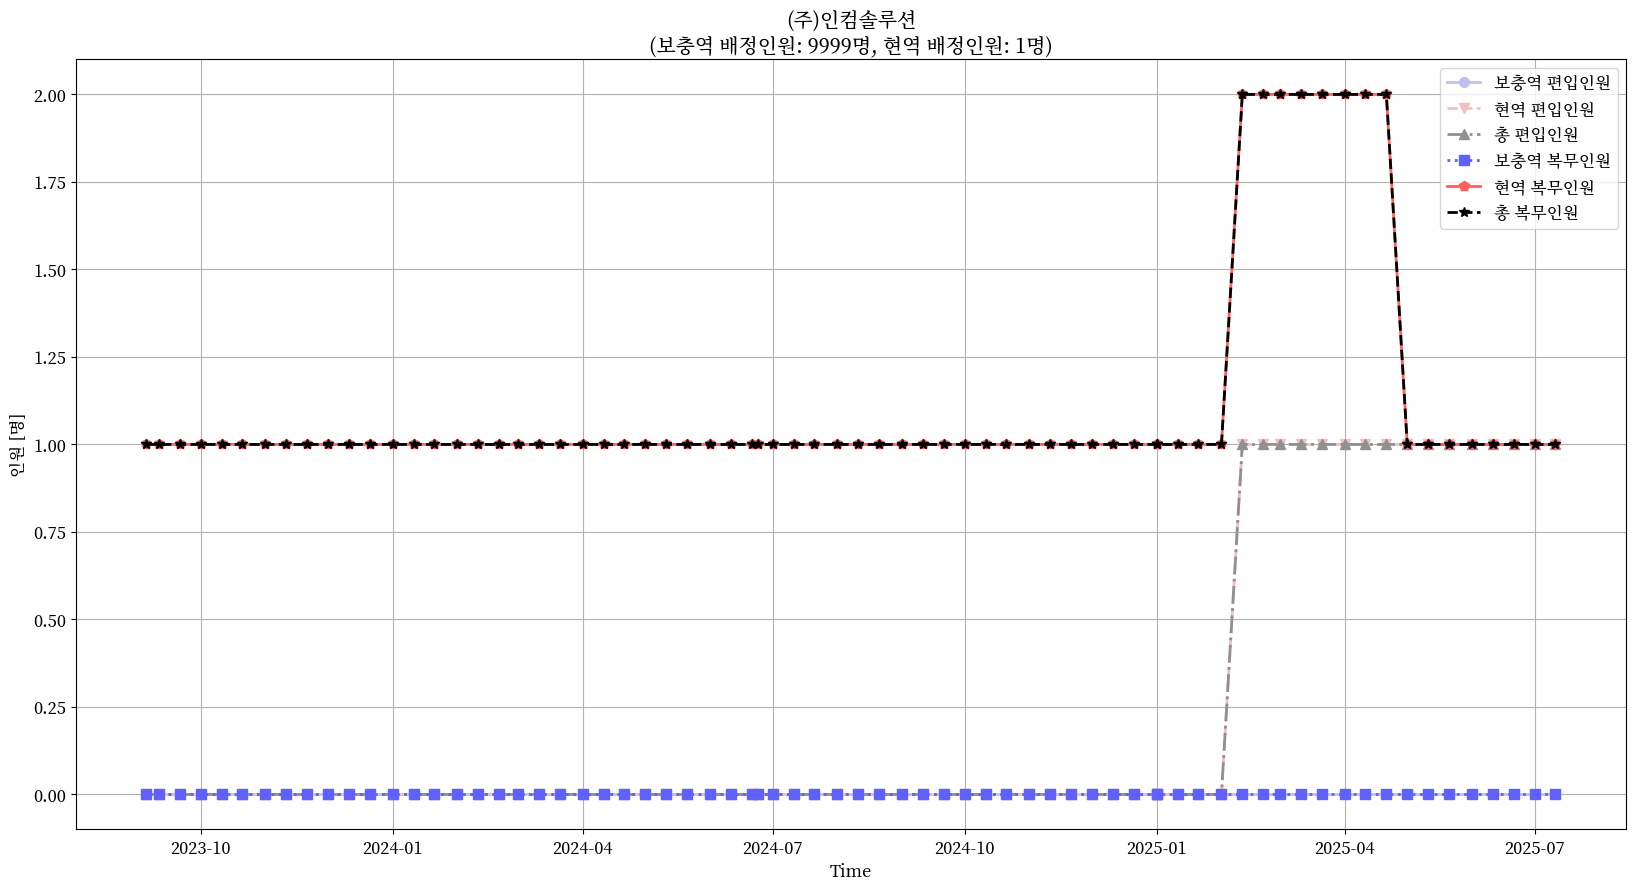 (주)인컴솔루션
(보충역 배정인원: 9999명, 현역 배정인원: 1명)
보충역 편입인원
현역 편입인원
총 편입인원
보충역 복무인원
현역 복무인원
총 복무인원
2.00
1.75
1.50
1.25
1.00
0.75
0.50
0.25
0.00
인원 [명]
2023-10
2024-01
2024-04
2024-07
2024-10
2025-01
2025-04
2025-07
Time